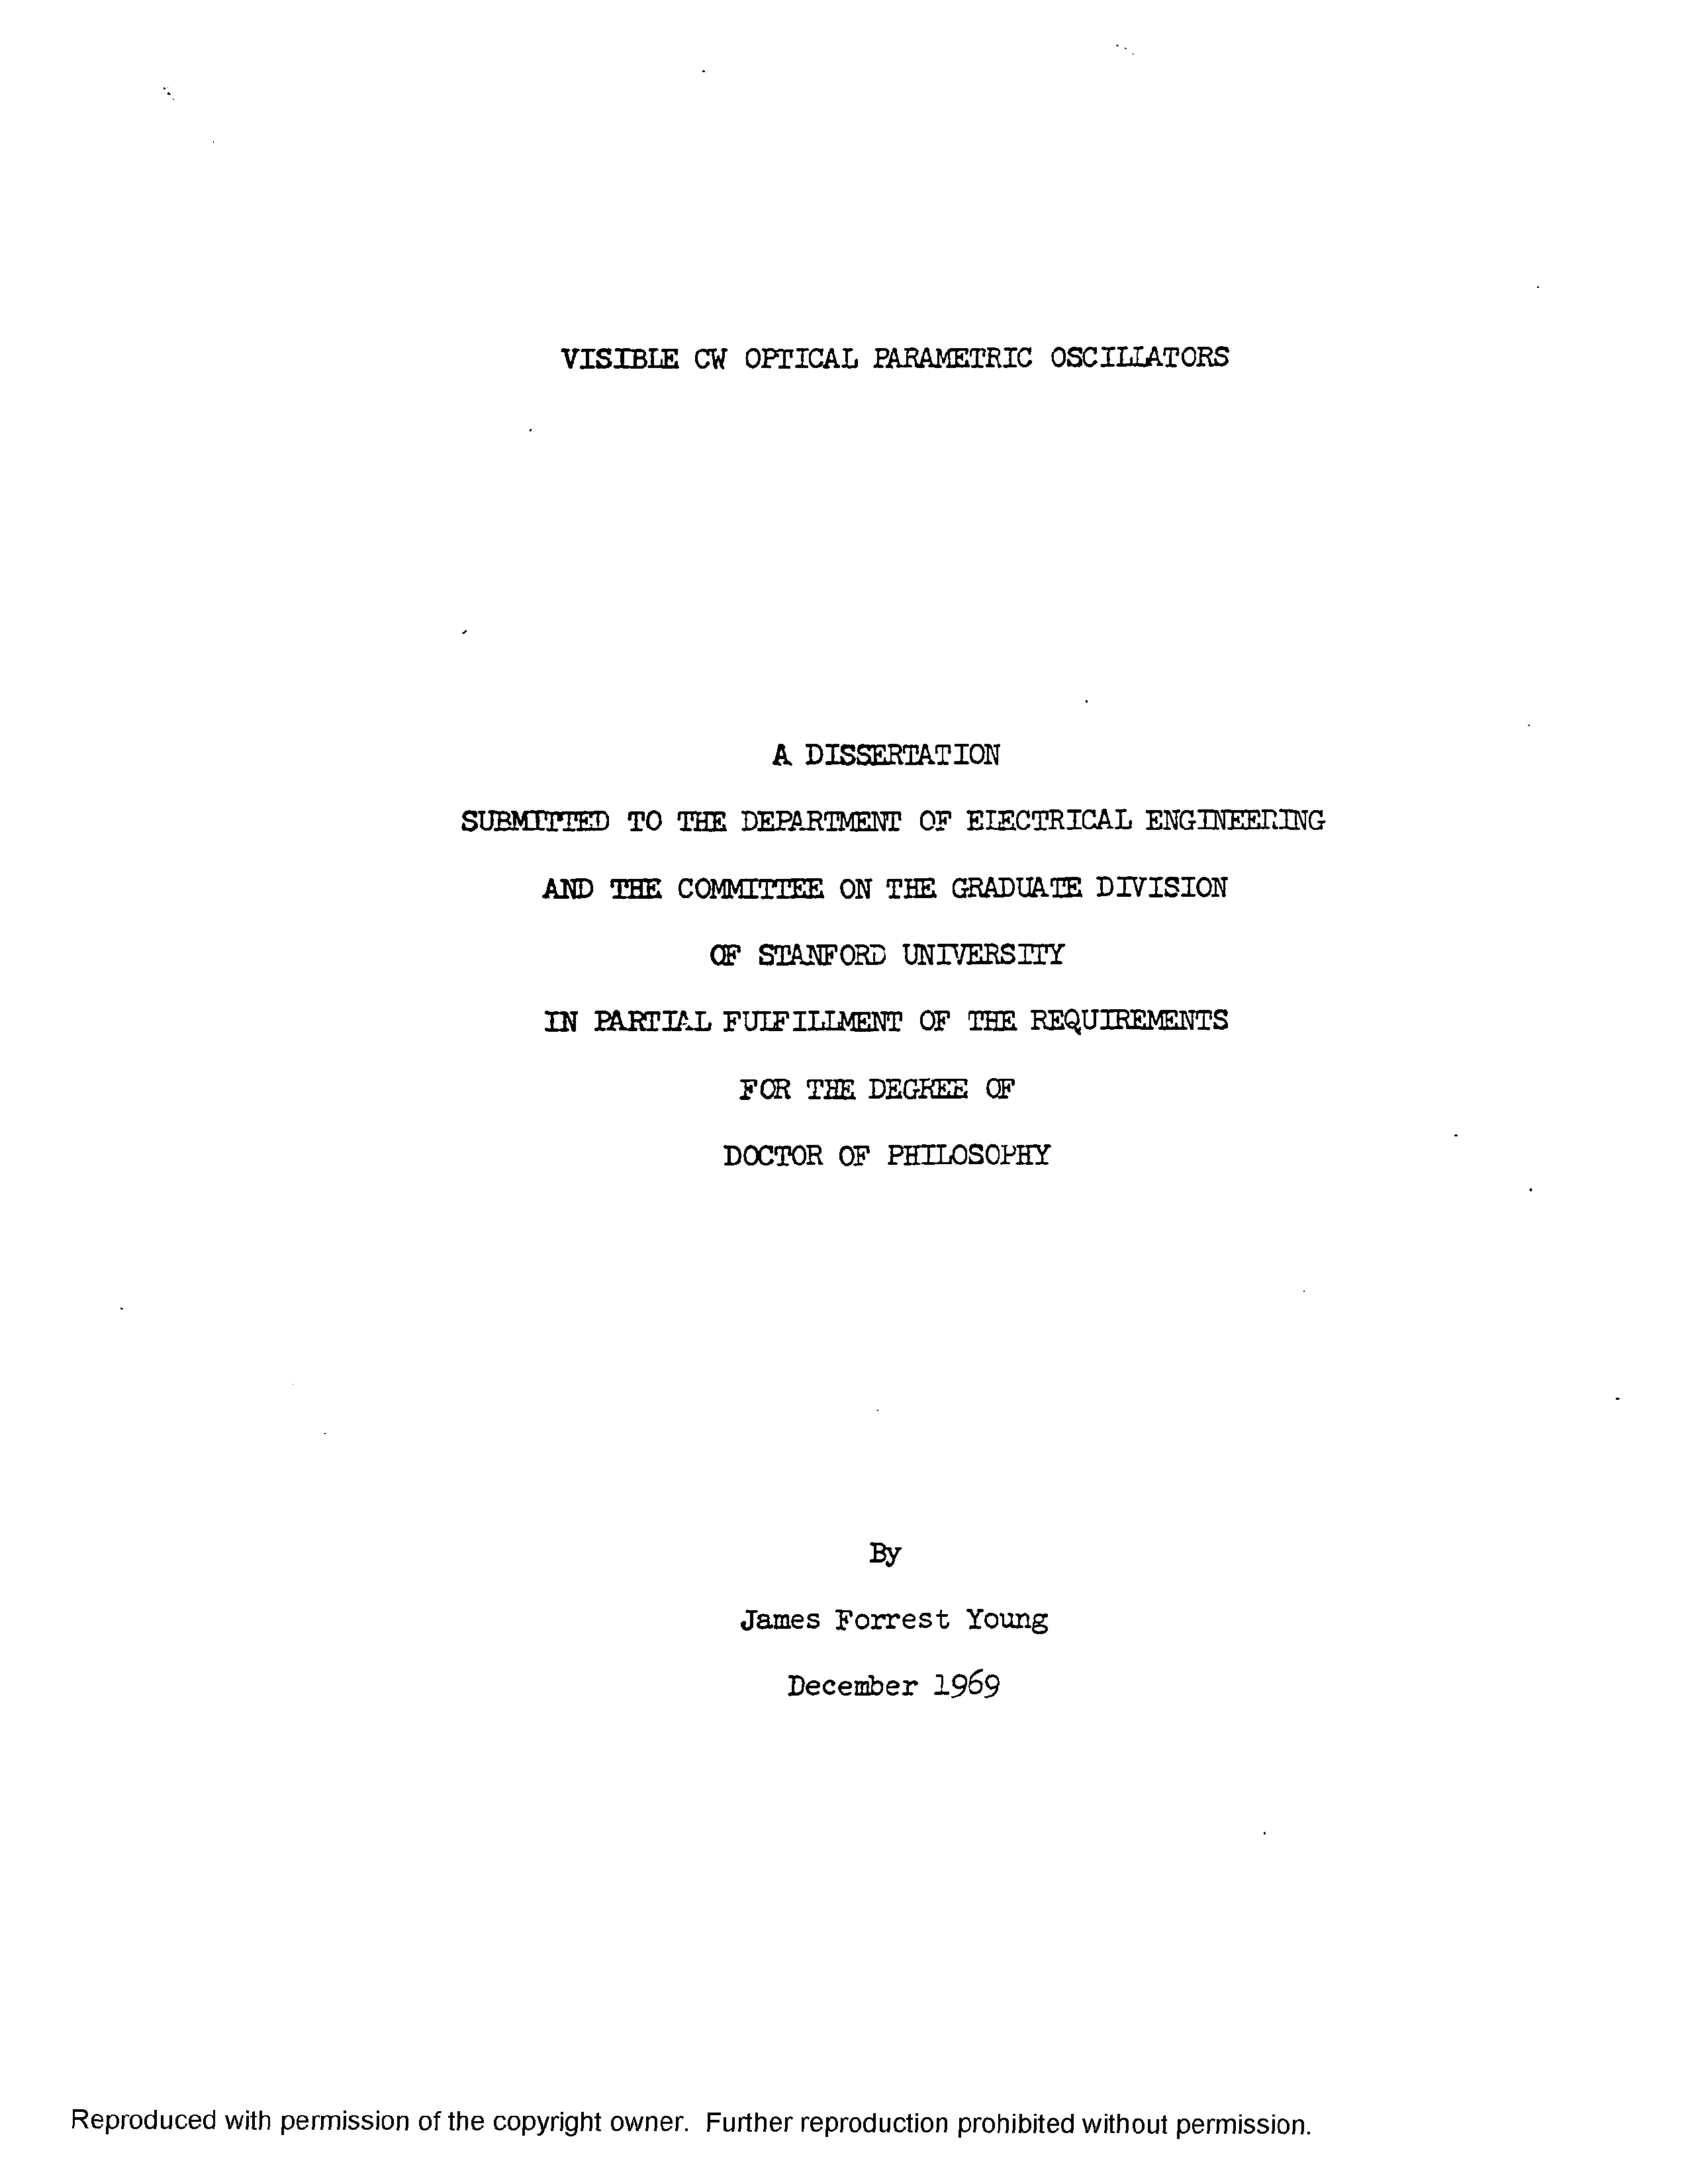 VISIBLE CW OPTICAL PARAMETRIC OSCILLATORS
A DISSERTATION
SUBMITTED TO THE DEPARTMENT OF ELECTRICAL ENGINEERING
AND THE COMMITTEE ON THE GRADUATE DIVISION
OF STANFORD UNIVERSITY
IN PARTIAL FULFILLMENT OF THE REQUIREMENTS
FOR THE DEGREE OF
DOCTOR OF PHILOSOPHY
By
James Forrest Young
December 1969
Reproduced with permission of the copyright owner. Further reproduction prohibited without permission.